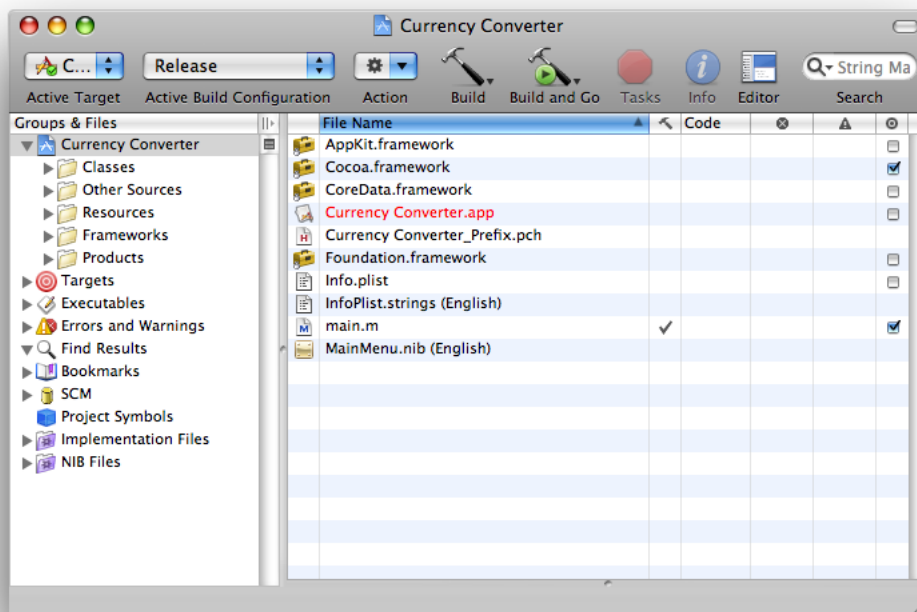 Currency Converter
C... Release String Ma
Active Target Active Build Configuration Action Build Build and Go Tasks Info Editor Search
Groups & Files File Name Code
Currency Converter AppKit.framework
Classes Cocoa.framework
Other Sources CoreData.framework
Resources Currency Converter.app
Frameworks Currency Converter_Prefix.pch
Products Foundation.framework
Targets Info.plist
Executables InfoPlist.strings (English)
Errors and Warnings main.m
Find Results MainMenu.nib (English)
Bookmarks
SCM
Project Symbols
Implementation Files
NIB Files